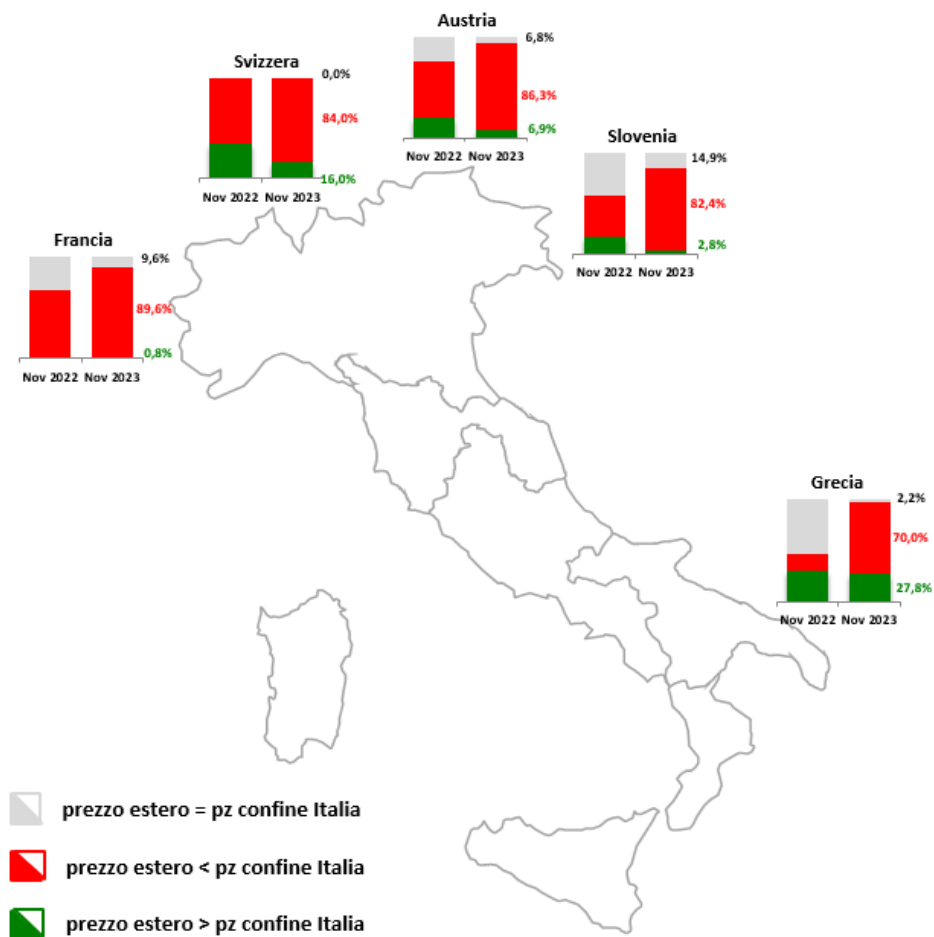 Austria
6,8%
86,3%
6,9%
Nov 2022 Nov 2023
Svizzera
0,0%
84,0%
16,0%
Nov 2022 Nov 2023
Slovenia
14,9%
82,4%
2,8%
Nov 2022 Nov 2023
Francia
9,6%
89,6%
0,8%
Nov 2022 Nov 2023
Grecia
2,2%
70,0%
27,8%
Nov 2022 Nov 2023
prezzo estero = pz confine Italia
prezzo estero < pz confine Italia
prezzo estero > pz confine Italia